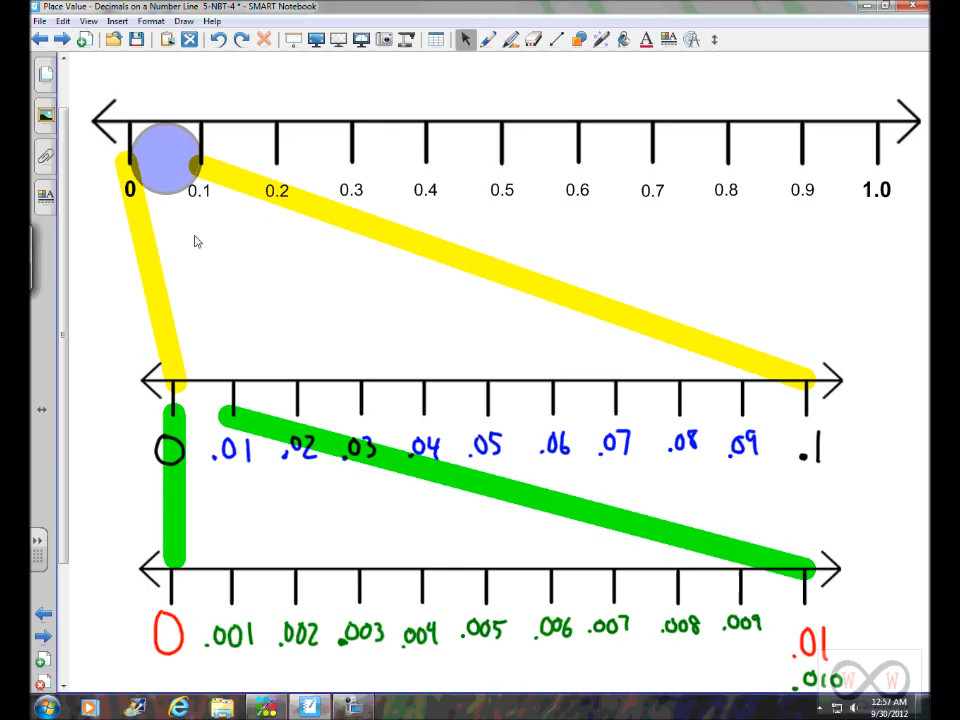 Place Value - Decimals on a Number Line 5-NBT-4 * - SMART Notebook
File Edit View Insert Format Draw Help
0 0.1 0.2 0.3 0.4 0.5 0.6 0.7 0.8 0.9 1.0
0 .01 .02 .03 .04 .05 .06 .07 .08 .09 .1
0 .001 .002 .003 .004 .005 .006 .007 .008 .009 .01
.010
W W
12:57 AM
9/30/2012